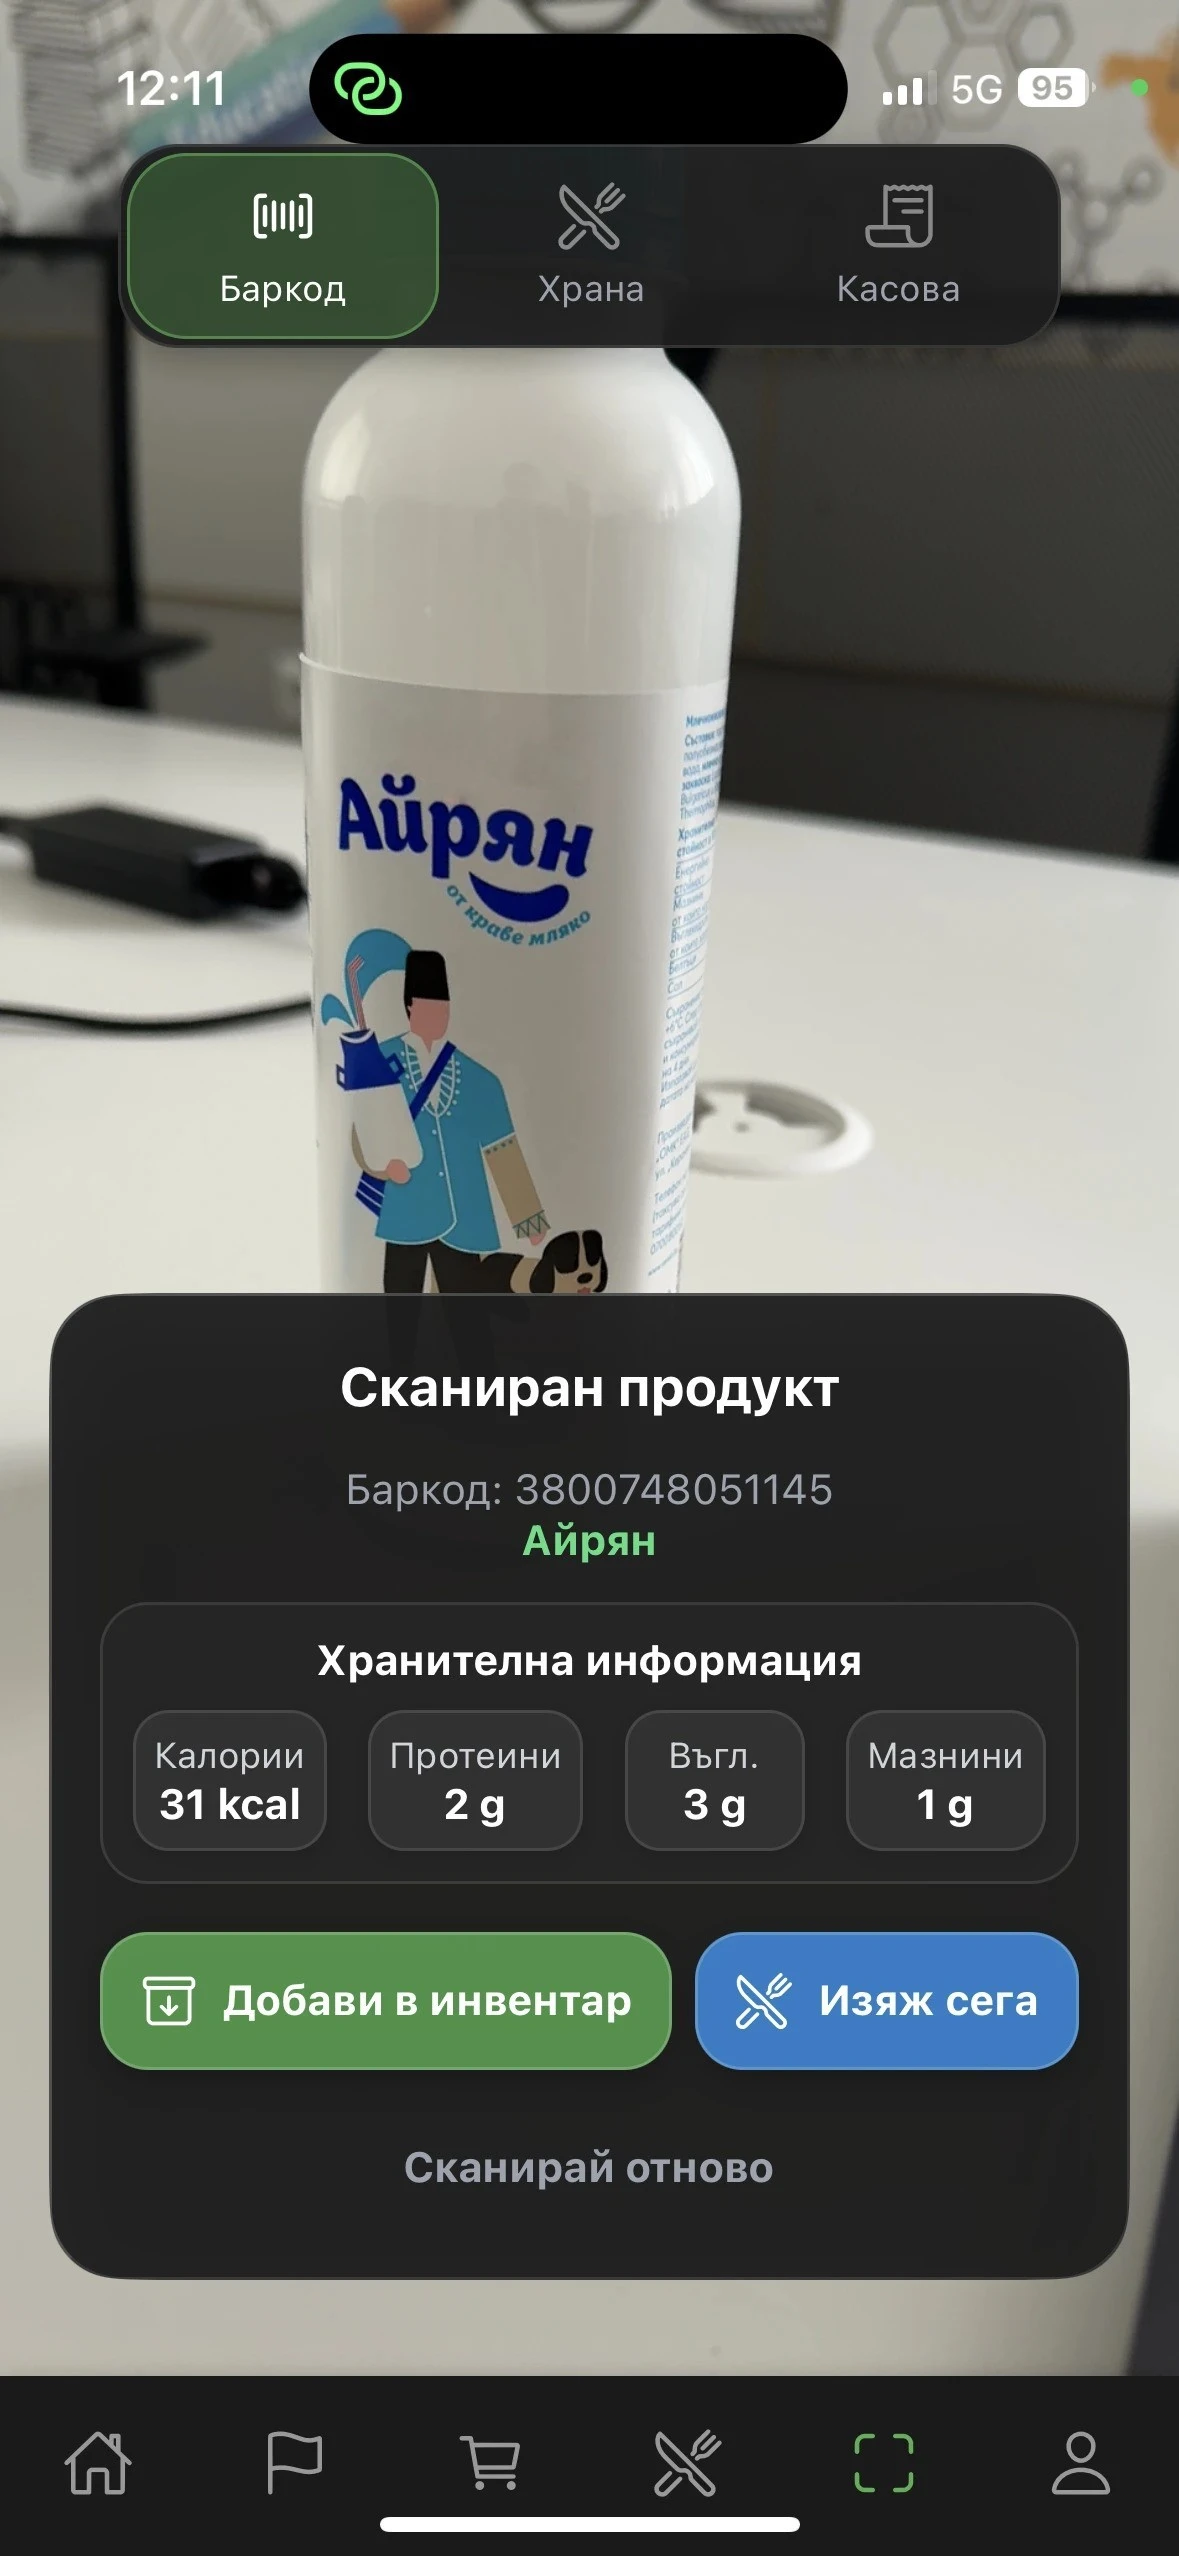 12:11
5G 95
Баркод
Храна
Касова
Айрян
от краве мляко
Сол
Сканиран продукт
Баркод: 3800748051145
Айрян
Хранителна информация
Калории
31 kcal
Протеини
2 g
Въгл.
3 g
Мазнини
1 g
Добави в инвентар
Изяж сега
Сканирай отново